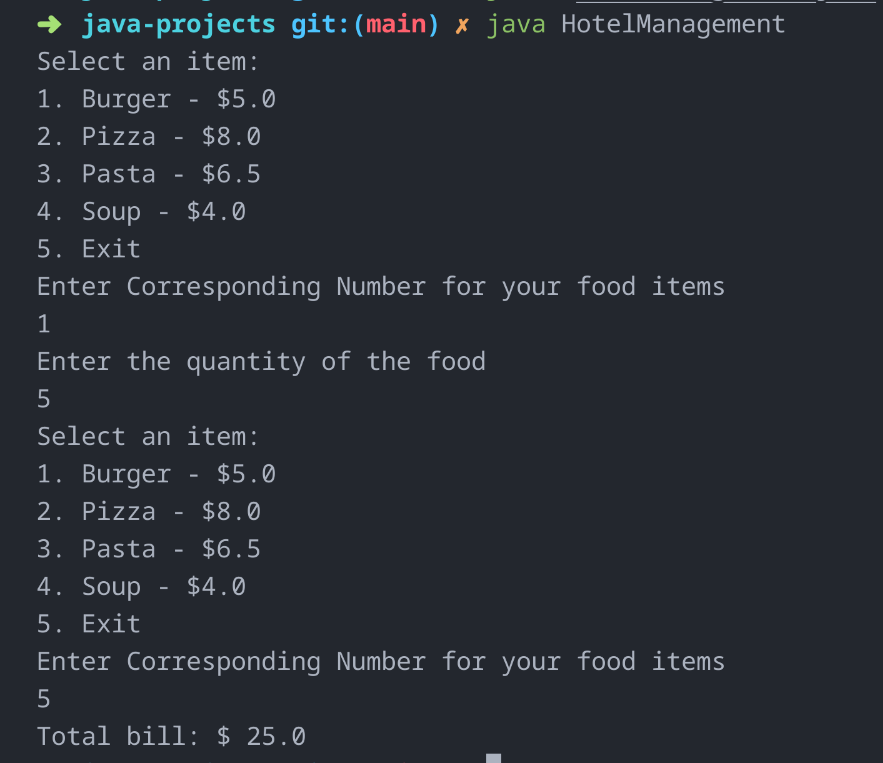 ➜ java-projects git:(main) ✗ java HotelManagement
Select an item:
1. Burger - $5.0
2. Pizza - $8.0
3. Pasta - $6.5
4. Soup - $4.0
5. Exit
Enter Corresponding Number for your food items
1
Enter the quantity of the food
5
Select an item:
1. Burger - $5.0
2. Pizza - $8.0
3. Pasta - $6.5
4. Soup - $4.0
5. Exit
Enter Corresponding Number for your food items
5
Total bill: $ 25.0